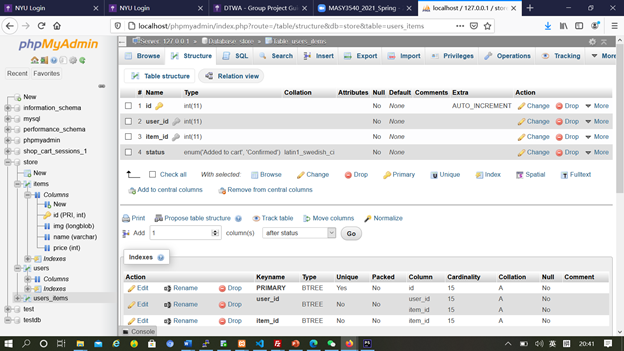 NYU Login
NYU Login
DTWA - Group Project Gui
MASY3540_2021_Spring -
localhost / 127.0.0.1 / store
localhost/phpmyadmin/index.php?route=/table/structure&db=store&table=users_items
phpMyAdmin
Recent Favorites
New
information_schema
mysql
performance_schema
phpmyadmin
shop_cart_sessions_1
store
New
items
Columns
New
id (PRI, int)
img (longblob)
name (varchar)
price (int)
Indexes
users
Columns
Indexes
users_items
test
testdb
Server: 127.0.0.1 » Database: store » Table: users_items
Browse Structure SQL Search Insert Export Import Privileges Operations Tracking More
Table structure Relation view
# Name Type Collation Attributes Null Default Comments Extra Action
1 id int(11) No None AUTO_INCREMENT Change Drop More
2 user_id int(11) No None Change Drop More
3 item_id int(11) No None Change Drop More
4 status enum('Added to cart', 'Confirmed') latin1_swedish_ci No None Change Drop More
Check all With selected: Browse Change Drop Primary Unique Index Spatial Fulltext
Add to central columns Remove from central columns
Print Propose table structure Track table Move columns Normalize
Add 1 column(s) after status Go
Indexes
Action Keyname Type Unique Packed Column Cardinality Collation Null Comment
Edit Rename Drop PRIMARY BTREE Yes No id 15 A No
Edit Rename Drop user_id BTREE No No user_id 15 A No
item_id 15 A No
Edit Rename Drop item_id BTREE No No item_id 15 A No
Console
英
20:41